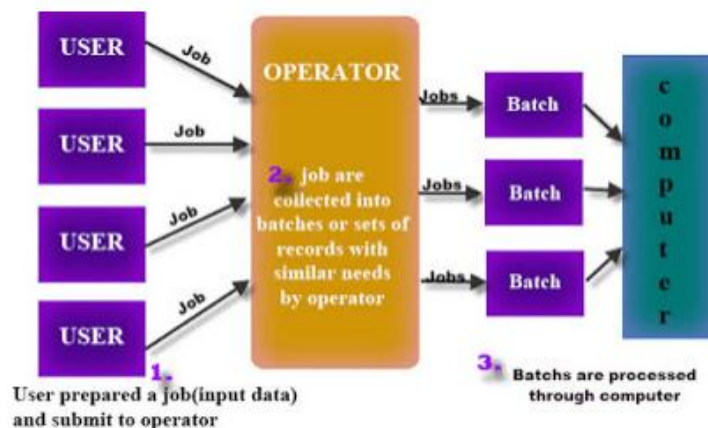 USER
Job
USER
Job
USER
Job
USER
Job
1.
User prepared a job(input data)
and submit to operator
OPERATOR
2. job are
collected into
batches or sets of
records with
similar needs
by operator
Jobs
Batch
Jobs
Batch
Jobs
Batch
computer
3. Batchs are processed
through computer